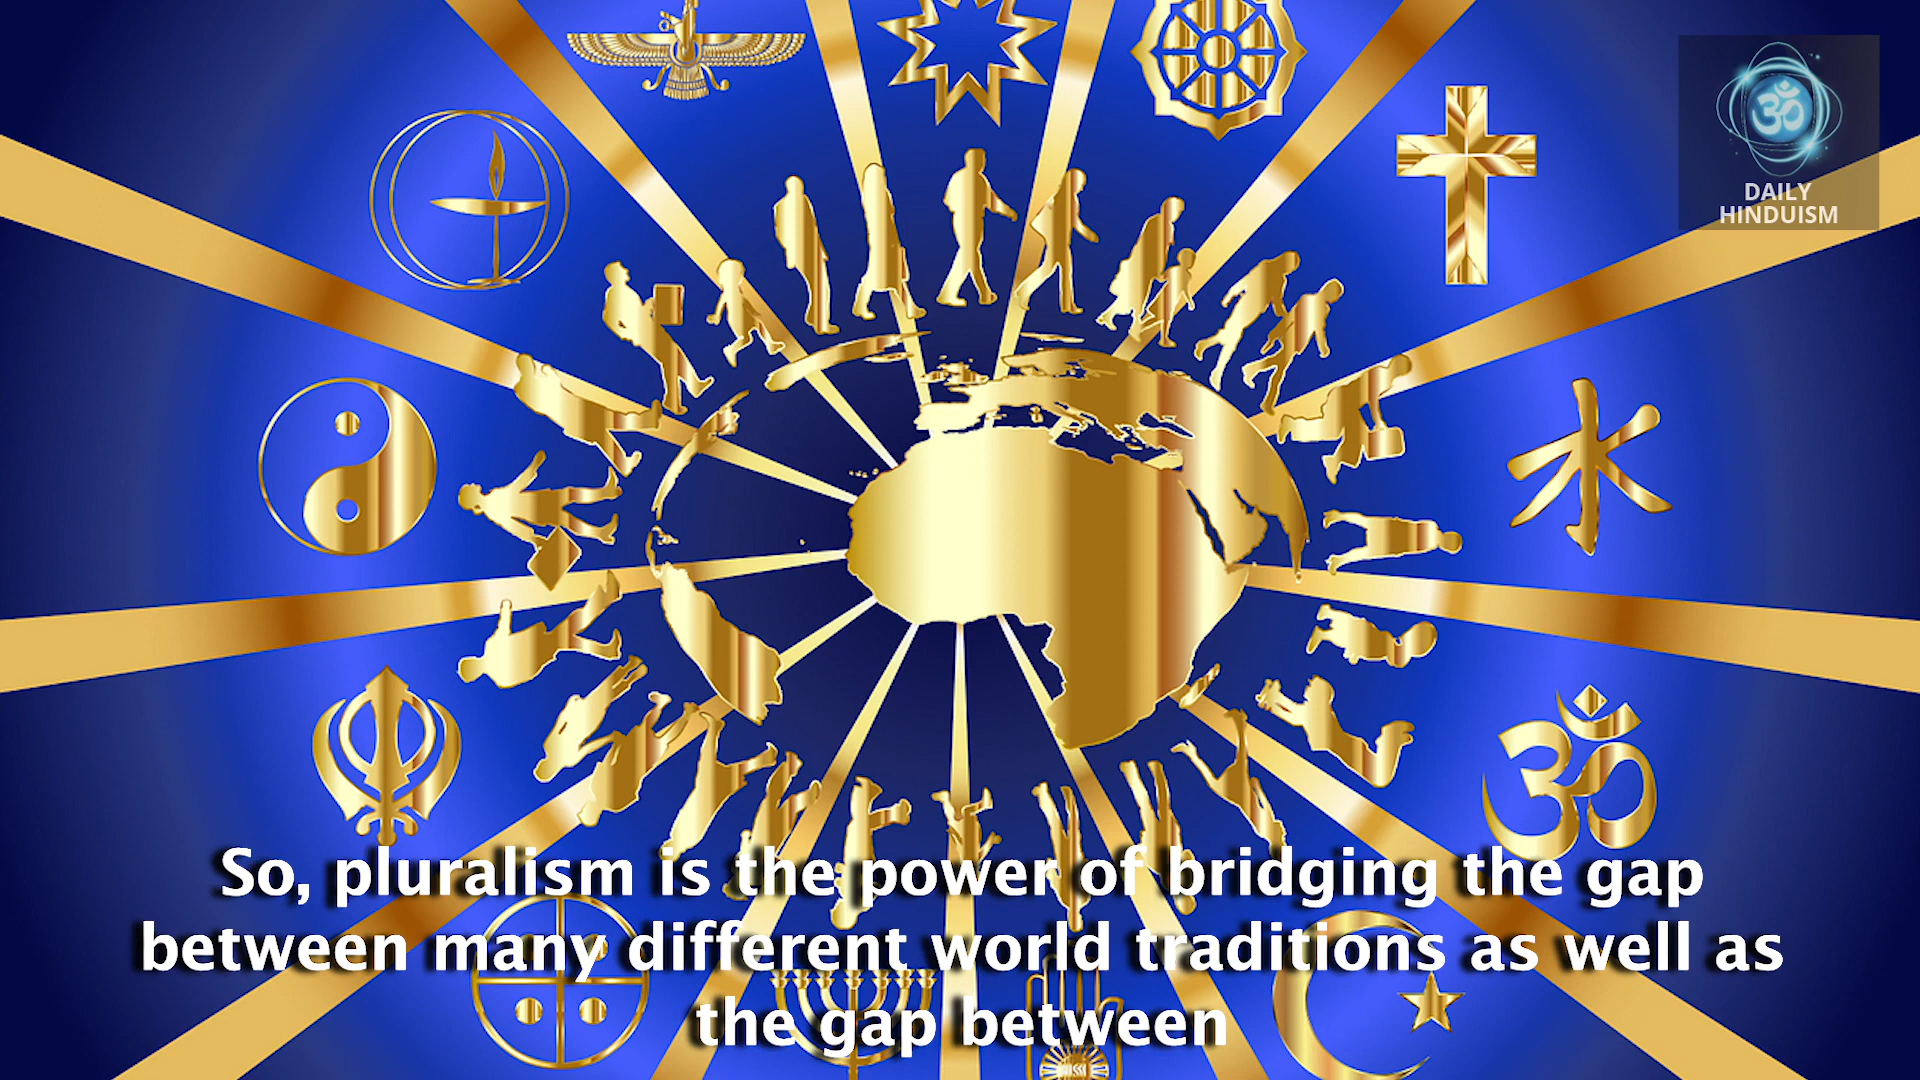 DAILY
HINDUISM
So, pluralism is the power of bridging the gap
between many different world traditions as well as
the gap between